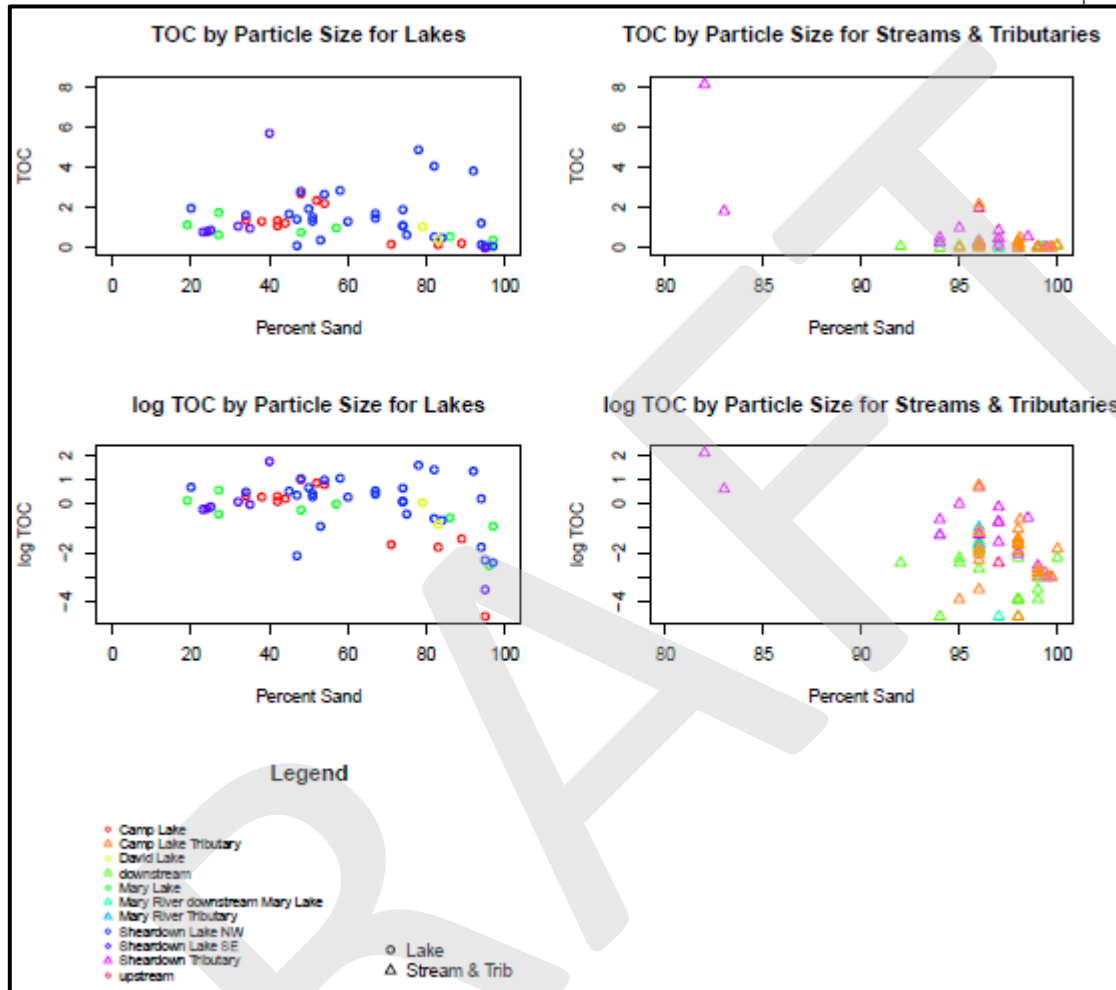 TOC by Particle Size for Lakes
8
6
4
2
0
TOC
0 20 40 60 80 100
Percent Sand
TOC by Particle Size for Streams & Tributaries
8
6
4
2
0
TOC
80 85 90 95 100
Percent Sand
log TOC by Particle Size for Lakes
2
1
0
-2
-4
log TOC
0 20 40 60 80 100
Percent Sand
log TOC by Particle Size for Streams & Tributaries
2
1
0
-2
-4
log TOC
80 85 90 95 100
Percent Sand
Legend
Camp Lake
Camp Lake Tributary
David Lake
downstream
Mary Lake
Mary River downstream Mary Lake
Mary River Tributary
Sheardown Lake NW
Sheardown Lake SE
Sheardown Tributary
upstream
Lake
Stream & Trib
RAFT